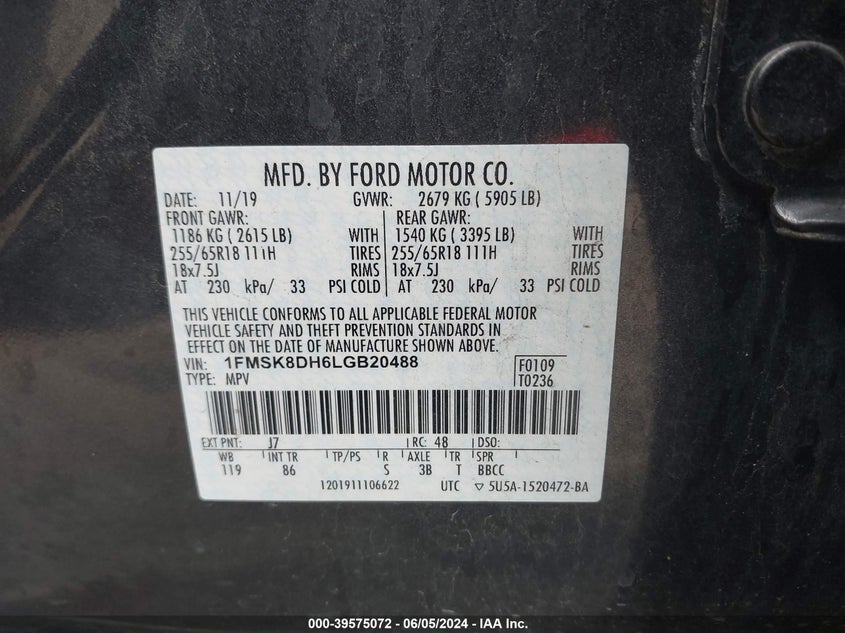 MFD. BY FORD MOTOR CO.
DATE: 11/19 GVWR: 2679 KG ( 5905 LB)
FRONT GAWR: REAR GAWR:
1186 KG ( 2615 LB) WITH 1540 KG ( 3395 LB) WITH
255/65R18 111H TIRES 255/65R18 111H TIRES
18x7.5J RIMS 18x7.5J RIMS
AT 230 kPa/ 33 PSI COLD AT 230 kPa/ 33 PSI COLD
THIS VEHICLE CONFORMS TO ALL APPLICABLE FEDERAL MOTOR
VEHICLE SAFETY AND THEFT PREVENTION STANDARDS IN
EFFECT ON THE DATE OF MANUFACTURE SHOWN ABOVE.
VIN: 1FMSK8DH6LGB20488 F0109
TYPE: MPV T0236
EXT PNT: J7 RC: 48 DSO:
WB INT TR TP/PS R AXLE TR SPR
119 86 S 3B T BBCC
1201911106622 UTC ▽ 5U5A-1520472-BA
000-39575072 - 06/05/2024 - IAA Inc.